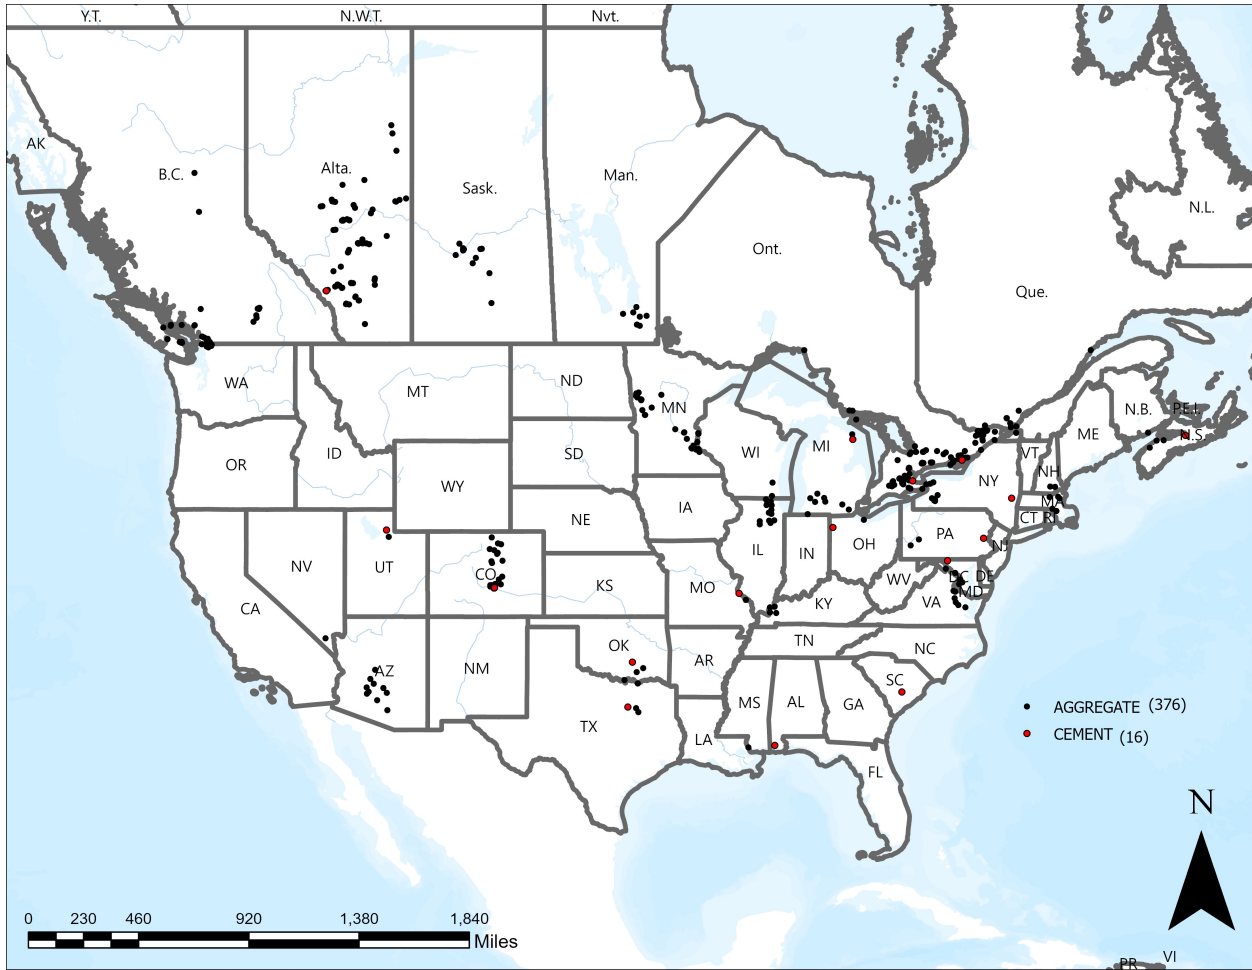 Y.T. N.W.T. Nvt.
AK
B.C. Alta. Sask. Man.
N.L.
Ont.
Que.
WA MT ND MN
N.B. P.E.I.
N.S.
ME
OR ID SD WI MI VT
NH
WY NY
MA
IA CT RI
NE
PA NJ
NV UT CO IL IN OH
DC DE
KS MO WV MD
CA KY VA
TN
OK NC
AZ NM AR
SC
MS AL GA
TX LA
FL
AGGREGATE (376)
CEMENT (16)
N
0 230 460 920 1,380 1,840
Miles
PR VI